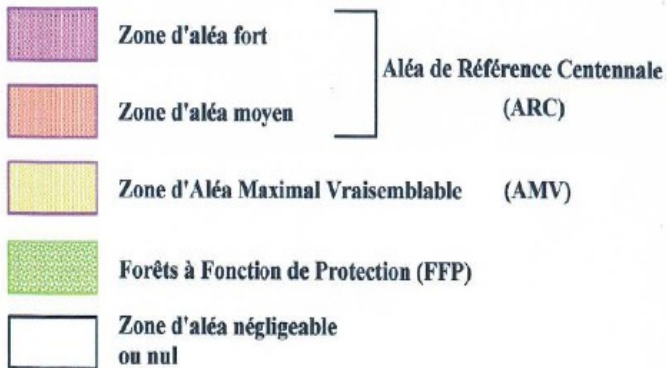 Zone d'aléa fort
Aléa de Référence Centennale
(ARC)
Zone d'aléa moyen
Zone d'Aléa Maximal Vraisemblable (AMV)
Forêts à Fonction de Protection (FFP)
Zone d'aléa négligeable
ou nul